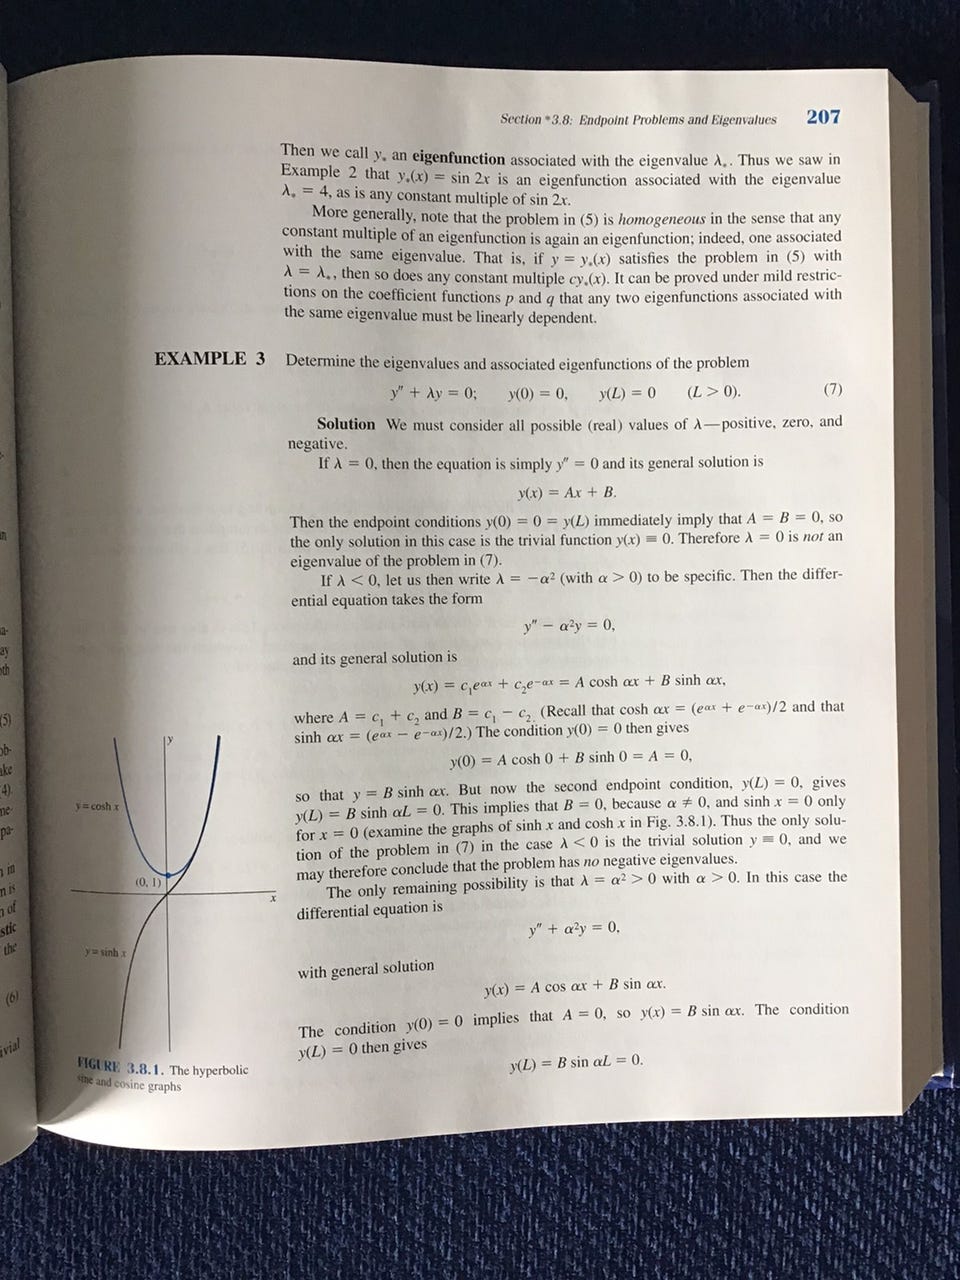 Section *3.8: Endpoint Problems and Eigenvalues 207
Then we call y* an eigenfunction associated with the eigenvalue λ*. Thus we saw in
Example 2 that y*(x) = sin 2x is an eigenfunction associated with the eigenvalue
λ* = 4, as is any constant multiple of sin 2x.
More generally, note that the problem in (5) is homogeneous in the sense that any
constant multiple of an eigenfunction is again an eigenfunction; indeed, one associated
with the same eigenvalue. That is, if y = y*(x) satisfies the problem in (5) with
λ = λ*, then so does any constant multiple cy*(x). It can be proved under mild restric-
tions on the coefficient functions p and q that any two eigenfunctions associated with
the same eigenvalue must be linearly dependent.
EXAMPLE 3 Determine the eigenvalues and associated eigenfunctions of the problem
y″ + λy = 0; y(0) = 0, y(L) = 0 (L > 0). (7)
Solution We must consider all possible (real) values of λ—positive, zero, and
negative.
If λ = 0, then the equation is simply y″ = 0 and its general solution is
y(x) = Ax + B.
Then the endpoint conditions y(0) = 0 = y(L) immediately imply that A = B = 0, so
the only solution in this case is the trivial function y(x) ≡ 0. Therefore λ = 0 is not an
eigenvalue of the problem in (7).
If λ < 0, let us then write λ = −α² (with α > 0) to be specific. Then the differ-
ential equation takes the form
y″ − α²y = 0,
and its general solution is
y(x) = c₁e^αx + c₂e^−αx = A cosh αx + B sinh αx,
where A = c₁ + c₂ and B = c₁ − c₂. (Recall that cosh αx = (e^αx + e^−αx)/2 and that
sinh αx = (e^αx − e^−αx)/2.) The condition y(0) = 0 then gives
y(0) = A cosh 0 + B sinh 0 = A = 0,
so that y = B sinh αx. But now the second endpoint condition, y(L) = 0, gives
y(L) = B sinh αL = 0. This implies that B = 0, because α ≠ 0, and sinh x = 0 only
for x = 0 (examine the graphs of sinh x and cosh x in Fig. 3.8.1). Thus the only solu-
tion of the problem in (7) in the case λ < 0 is the trivial solution y ≡ 0, and we
may therefore conclude that the problem has no negative eigenvalues.
The only remaining possibility is that λ = α² > 0 with α > 0. In this case the
differential equation is
y″ + α²y = 0,
with general solution
y(x) = A cos αx + B sin αx.
The condition y(0) = 0 implies that A = 0, so y(x) = B sin αx. The condition
y(L) = 0 then gives
y(L) = B sin αL = 0.
y
y = cosh x
(0, 1)
x
y = sinh x
FIGURE 3.8.1. The hyperbolic
sine and cosine graphs
(5)
4).
in
of
the
(6)